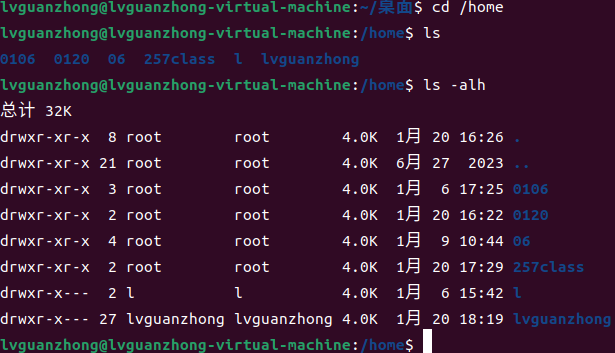 lvguanzhong@lvguanzhong-virtual-machine:~/桌面$ cd /home
lvguanzhong@lvguanzhong-virtual-machine:/home$ ls
0106  0120  06  257class  l  lvguanzhong
lvguanzhong@lvguanzhong-virtual-machine:/home$ ls -alh
总计 32K
drwxr-xr-x  8 root        root        4.0K  1月 20 16:26 .
drwxr-xr-x 21 root        root        4.0K  6月 27  2023 ..
drwxr-xr-x  3 root        root        4.0K  1月  6 17:25 0106
drwxr-xr-x  2 root        root        4.0K  1月 20 16:22 0120
drwxr-xr-x  4 root        root        4.0K  1月  9 10:44 06
drwxr-xr-x  2 root        root        4.0K  1月 20 17:29 257class
drwxr-x---  2 l           l           4.0K  1月  6 15:42 l
drwxr-x--- 27 lvguanzhong lvguanzhong 4.0K  1月 20 18:19 lvguanzhong
lvguanzhong@lvguanzhong-virtual-machine:/home$